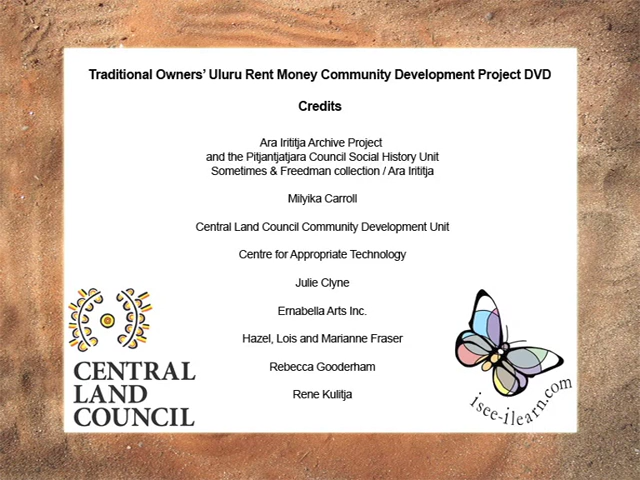 Traditional Owners' Uluru Rent Money Community Development Project DVD
Credits
Ara Irititja Archive Project
and the Pitjantjatjara Council Social History Unit
Sometimes & Freedman collection / Ara Irititja
Milyika Carroll
Central Land Council Community Development Unit
Centre for Appropriate Technology
Julie Clyne
Ernabella Arts Inc.
Hazel, Lois and Marianne Fraser
Rebecca Gooderham
Rene Kulitja
CENTRAL
LAND
COUNCIL
isee-ilearn.com